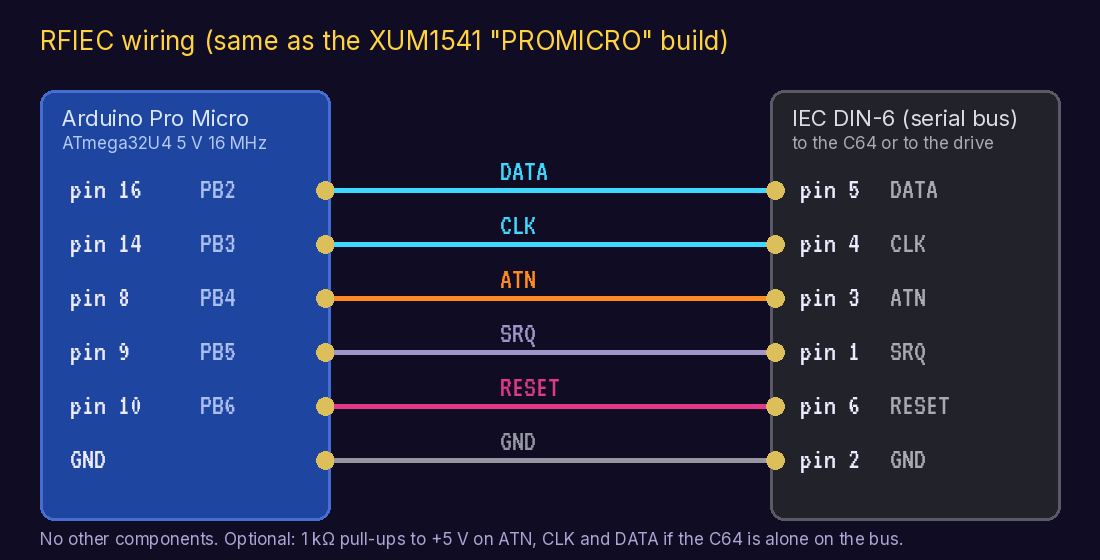 RFIEC wiring (same as the XUM1541 "PROMICRO" build)
Arduino Pro Micro
ATmega32U4 5 V 16 MHz
IEC DIN-6 (serial bus)
to the C64 or to the drive
pin 16 PB2 DATA pin 5 DATA
pin 14 PB3 CLK pin 4 CLK
pin 8 PB4 ATN pin 3 ATN
pin 9 PB5 SRQ pin 1 SRQ
pin 10 PB6 RESET pin 6 RESET
GND GND pin 2 GND
No other components. Optional: 1 kΩ pull-ups to +5 V on ATN, CLK and DATA if the C64 is alone on the bus.